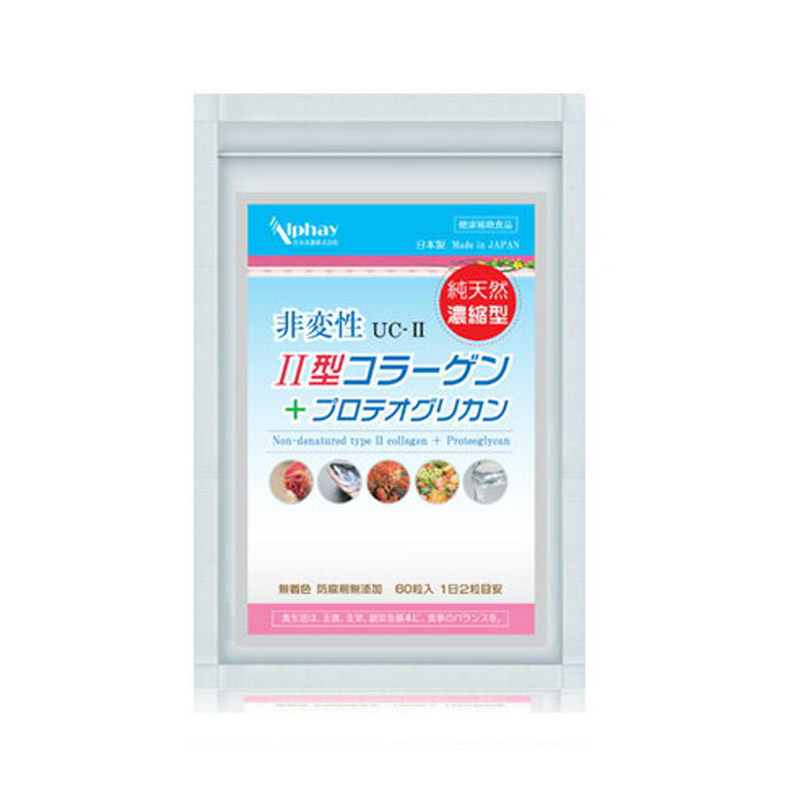 Alphay
健康補助食品
日本製 Made in JAPAN
純天然
濃縮型
非変性 UC-II
II型コラーゲン
+プロテオグリカン
Non-denatured type II collagen + Proteeglycan
無着色 防腐剤無添加 60粒入 1日2粒目安
食生活は、主食、主菜、副菜を基本に、食事のバランスを。